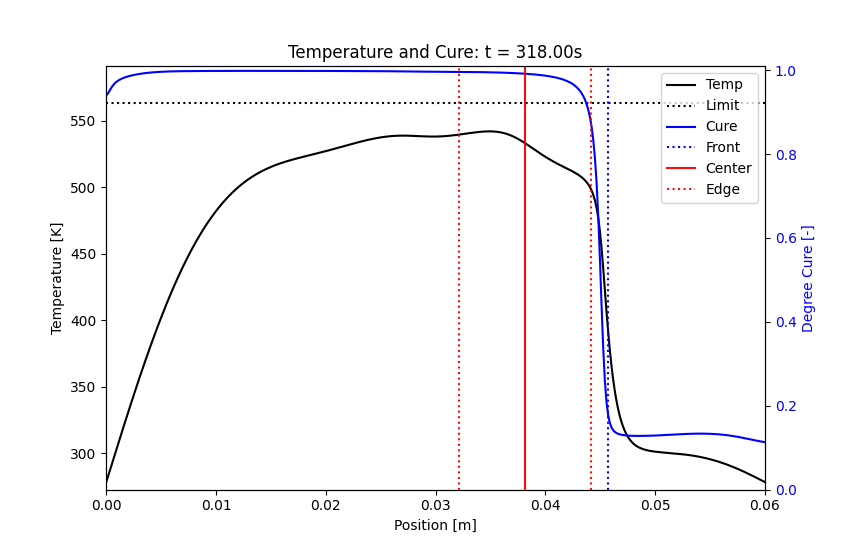 Temperature and Cure: t = 318.00s
Temperature [K]
550
500
450
400
350
300
0.00
0.01
0.02
0.03
0.04
0.05
0.06
Position [m]
1.0
0.8
0.6
0.4
0.2
0.0
Degree Cure [-]
Temp
Limit
Cure
Front
Center
Edge